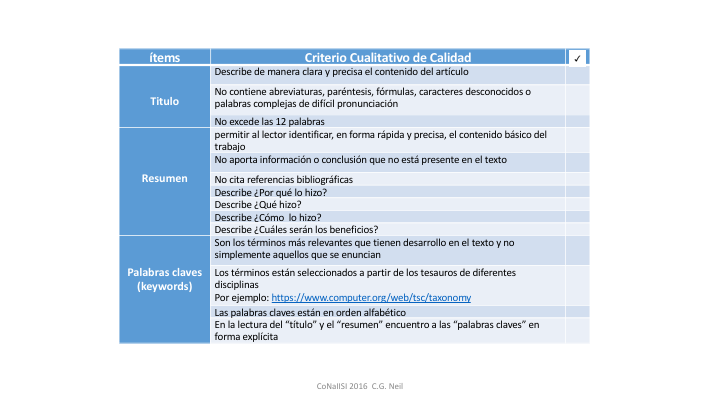 ítems
Criterio Cualitativo de Calidad
✓
Titulo
Describe de manera clara y precisa el contenido del artículo
No contiene abreviaturas, paréntesis, fórmulas, caracteres desconocidos o
palabras complejas de difícil pronunciación
No excede las 12 palabras
Resumen
permitir al lector identificar, en forma rápida y precisa, el contenido básico del
trabajo
No aporta información o conclusión que no está presente en el texto
No cita referencias bibliográficas
Describe ¿Por qué lo hizo?
Describe ¿Qué hizo?
Describe ¿Cómo lo hizo?
Describe ¿Cuáles serán los beneficios?
Palabras claves
(keywords)
Son los términos más relevantes que tienen desarrollo en el texto y no
simplemente aquellos que se enuncian
Los términos están seleccionados a partir de los tesauros de diferentes
disciplinas
Por ejemplo: https://www.computer.org/web/tsc/taxonomy
Las palabras claves están en orden alfabético
En la lectura del “título” y el “resumen” encuentro a las “palabras claves” en
forma explícita
CoNaIISI 2016 C.G. Neil